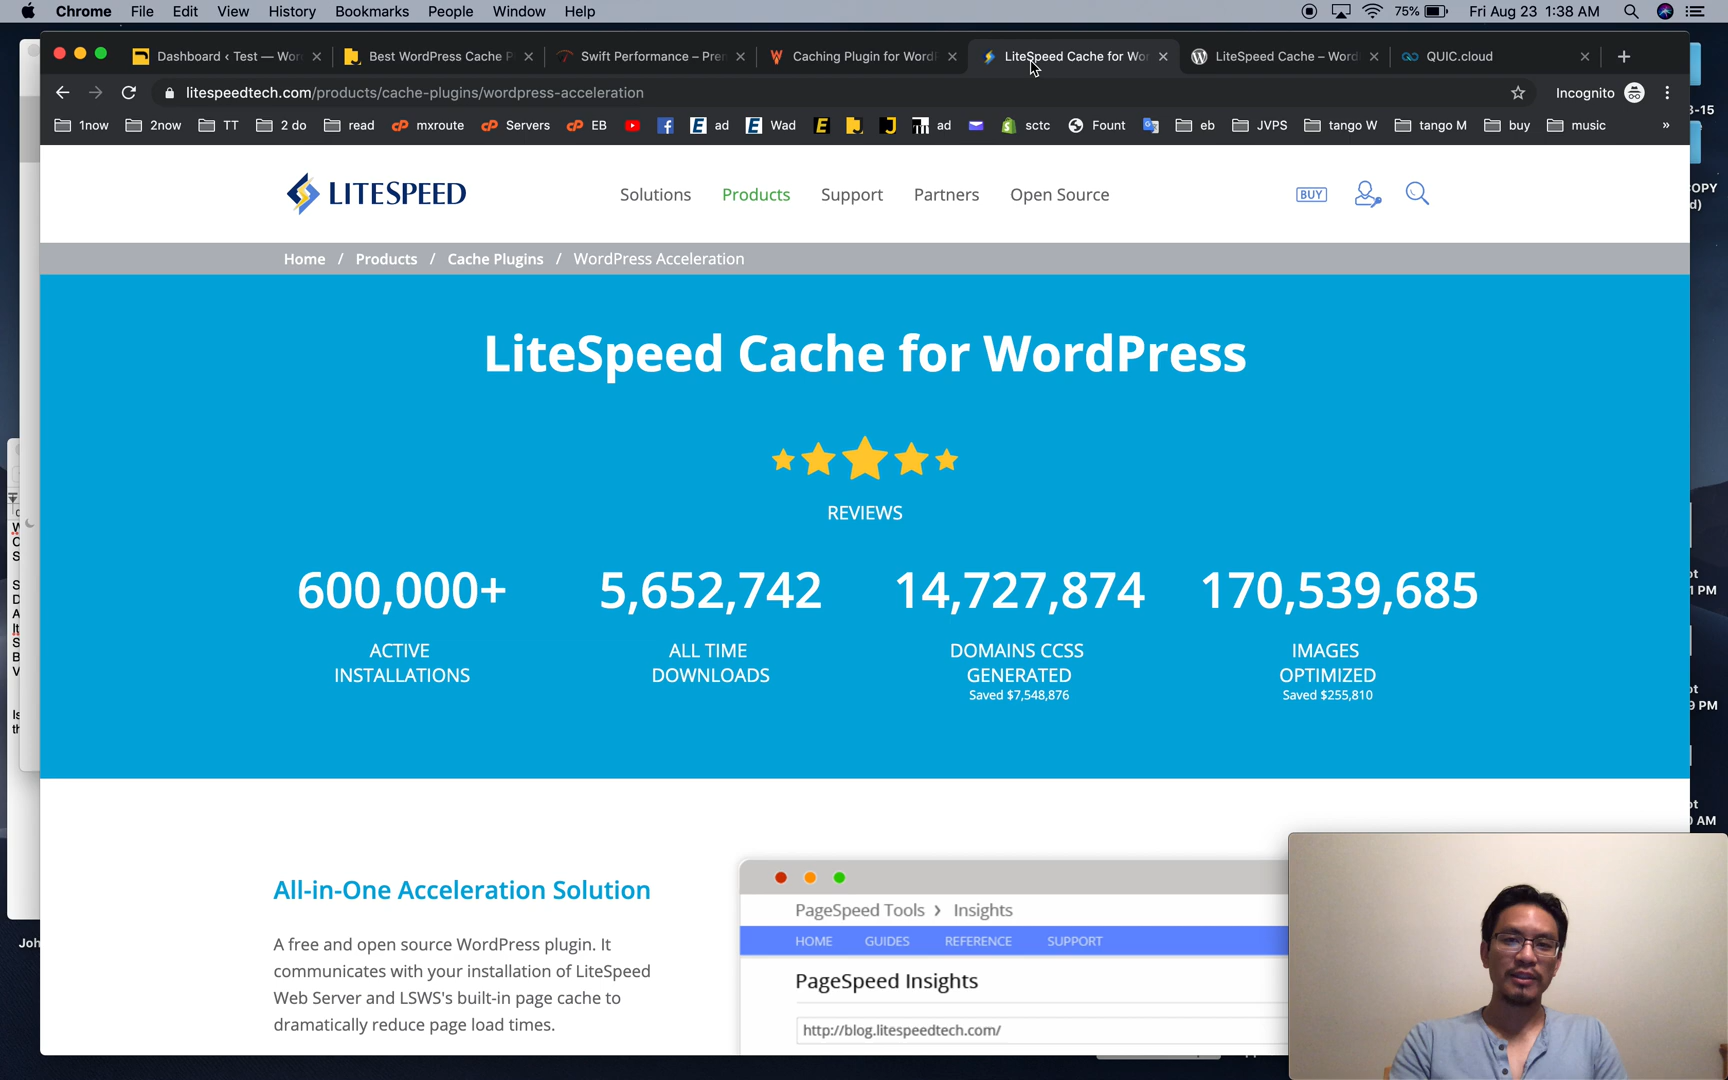 Chrome File Edit View History Bookmarks People Window Help
75% Fri Aug 23 1:38 AM
Dashboard ‹ Test — Wor
Best WordPress Cache P
Swift Performance – Pren
Caching Plugin for WordP
LiteSpeed Cache for Wor
LiteSpeed Cache – Word
QUIC.cloud
litespeedtech.com/products/cache-plugins/wordpress-acceleration
Incognito
1now 2now TT 2 do read mxroute Servers EB ad Wad ad sctc Fount eb JVPS tango W tango M buy music »
LITESPEED
Solutions Products Support Partners Open Source
BUY
Home / Products / Cache Plugins / WordPress Acceleration
LiteSpeed Cache for WordPress
REVIEWS
600,000+ 5,652,742 14,727,874 170,539,685
ACTIVE INSTALLATIONS
ALL TIME DOWNLOADS
DOMAINS CCSS GENERATED
Saved $7,548,876
IMAGES OPTIMIZED
Saved $255,810
All-in-One Acceleration Solution
A free and open source WordPress plugin. It
communicates with your installation of LiteSpeed
Web Server and LSWS's built-in page cache to
dramatically reduce page load times.
PageSpeed Tools › Insights
HOME GUIDES REFERENCE SUPPORT
PageSpeed Insights
http://blog.litespeedtech.com/
Joh